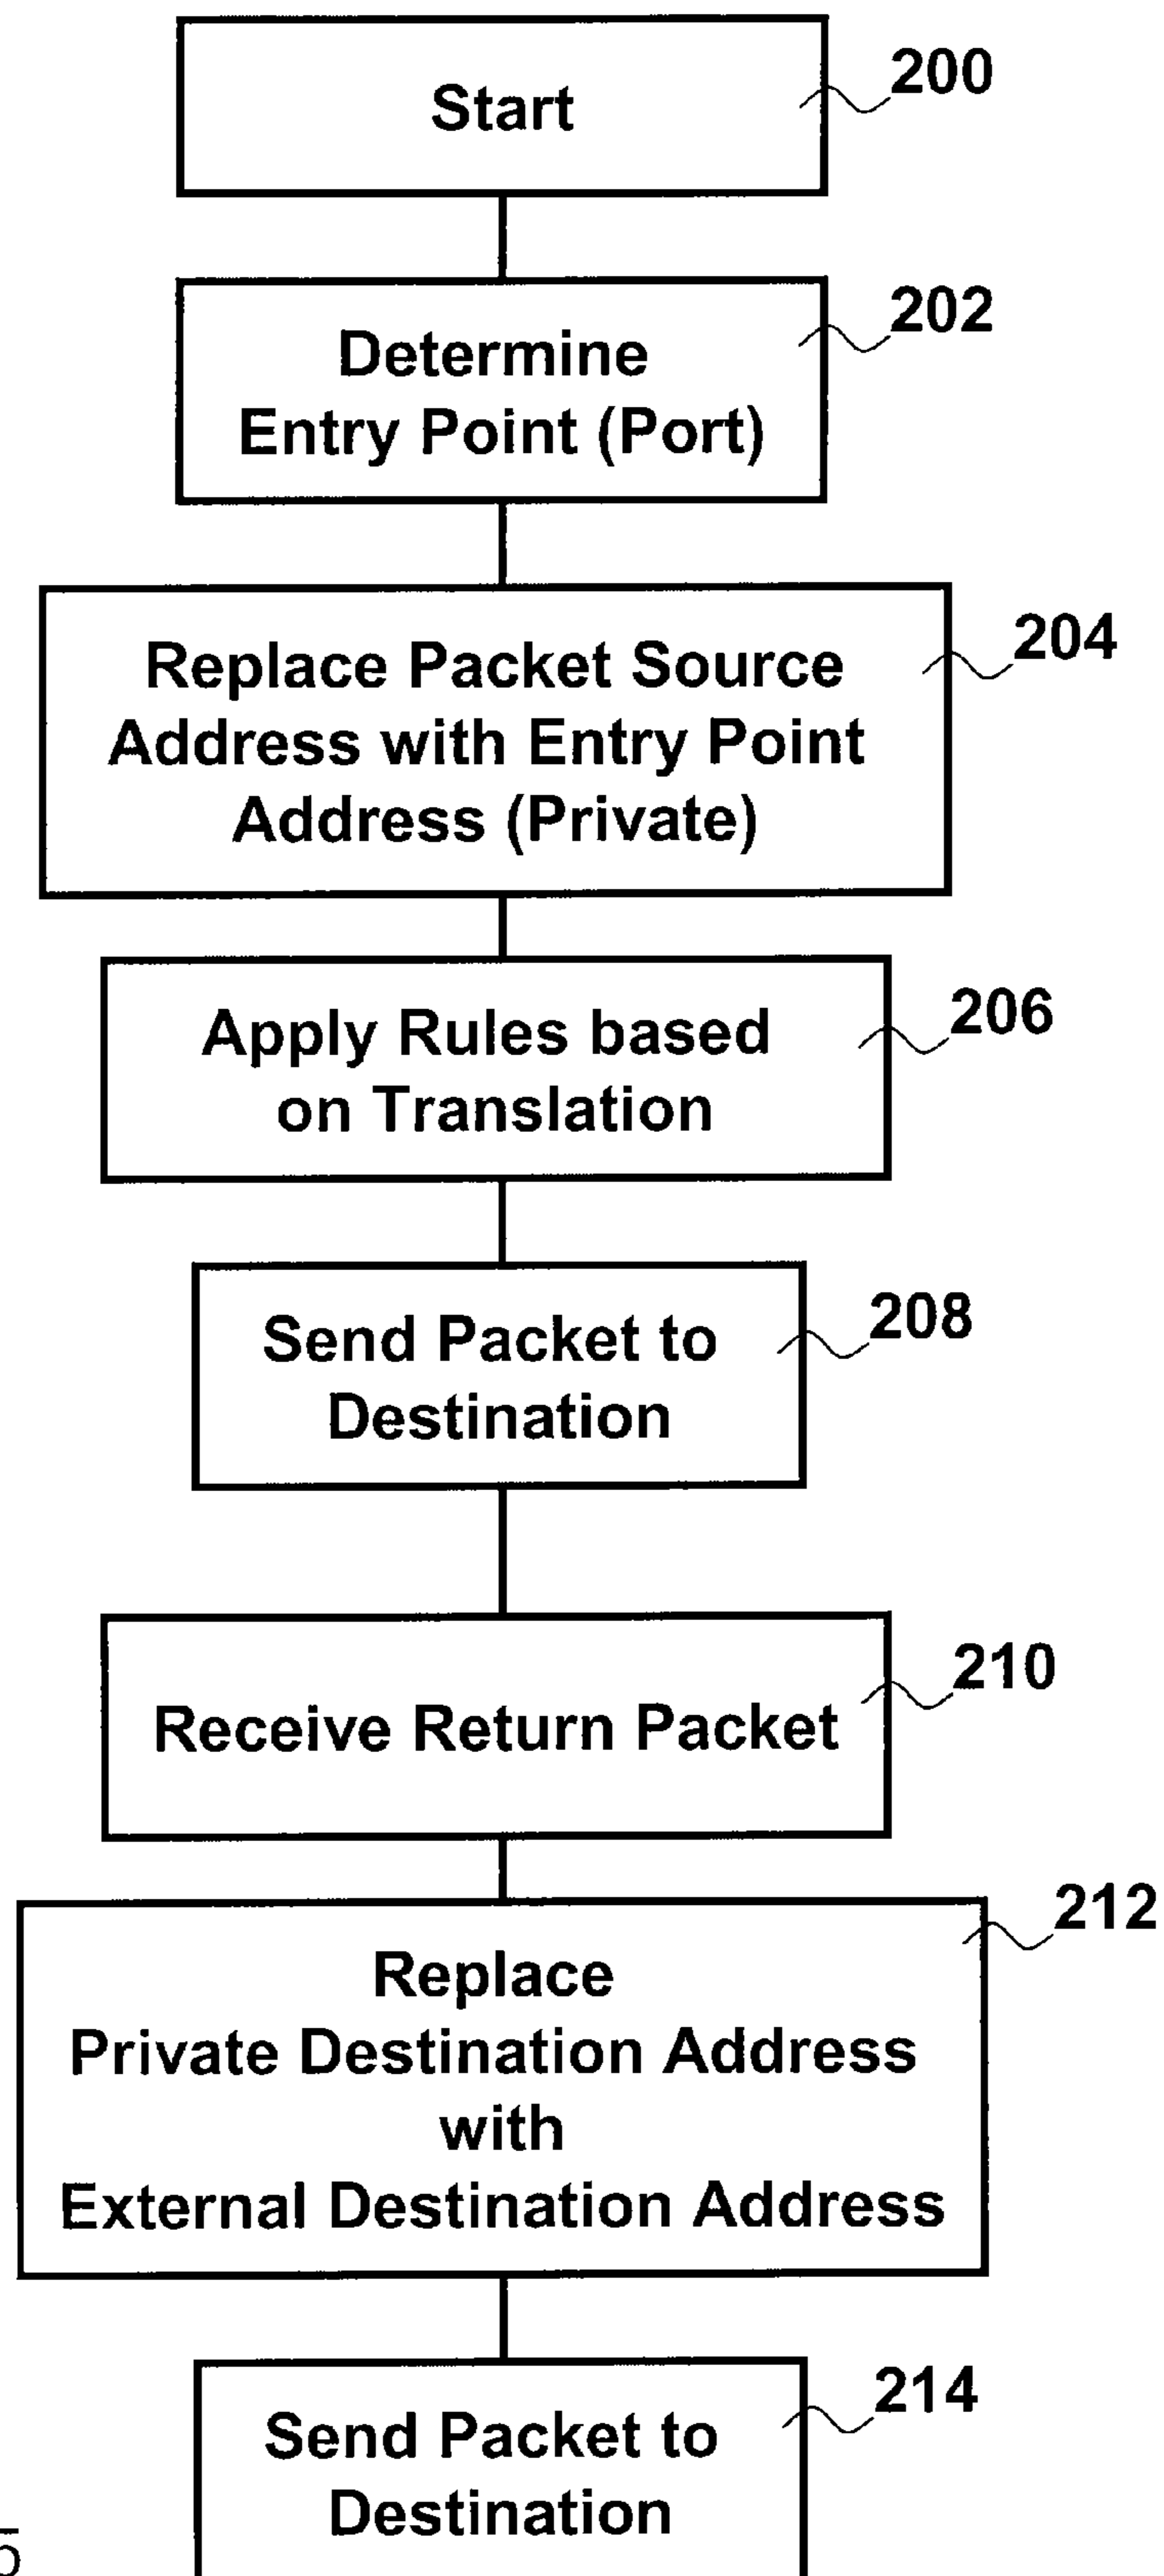 Start
200
Determine
Entry Point (Port)
202
Replace Packet Source
Address with Entry Point
Address (Private)
204
Apply Rules based
on Translation
206
Send Packet to
Destination
208
Receive Return Packet
210
Replace
Private Destination Address
with
External Destination Address
212
Send Packet to
Destination
214